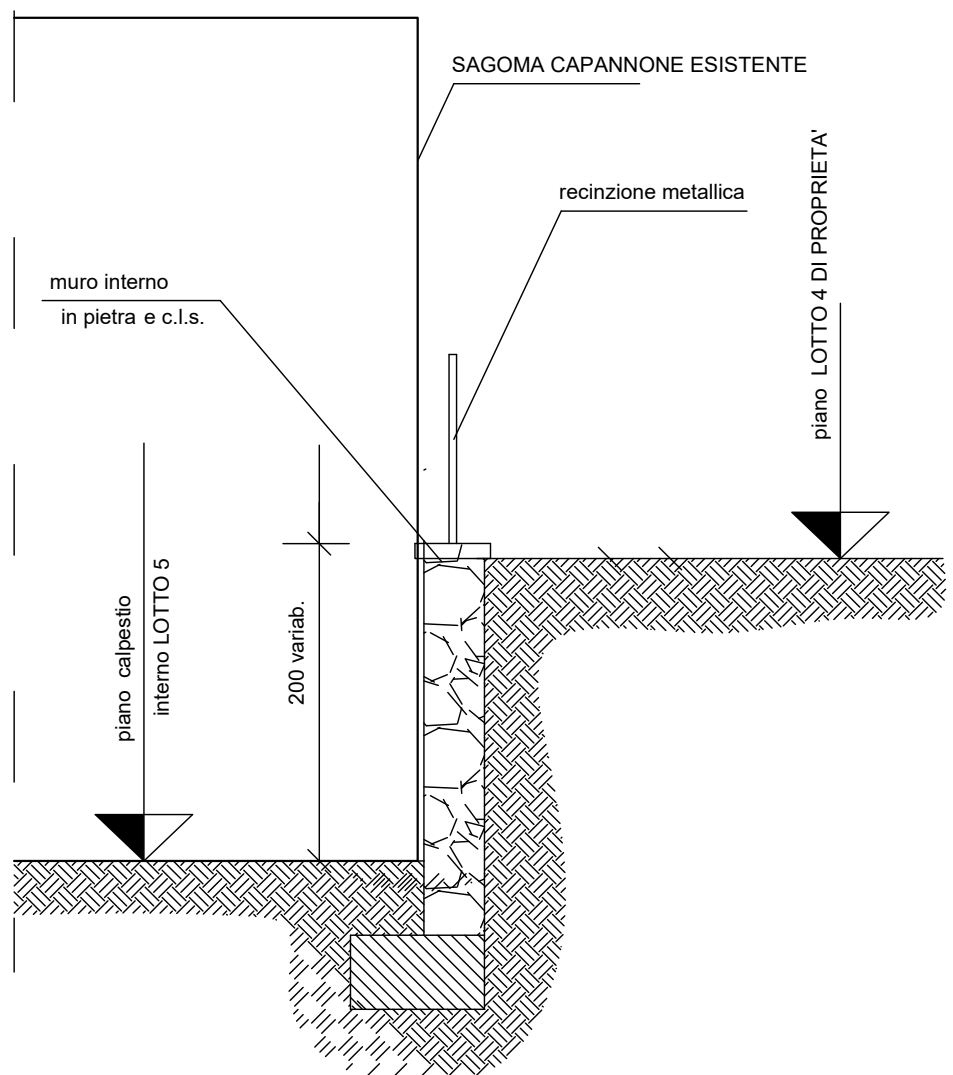 SAGOMA CAPANNONE ESISTENTE
recinzione metallica
piano LOTTO 4 DI PROPRIETA'
muro interno
in pietra e c.l.s.
piano calpestio
interno LOTTO 5
200 variab.